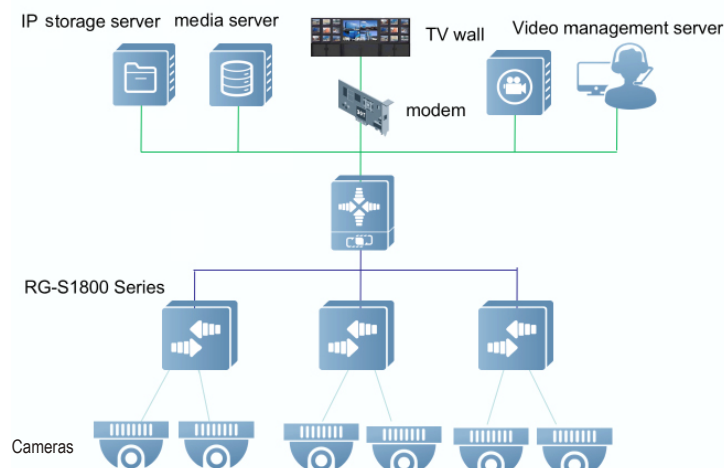 IP storage server
media server
TV wall
Video management server
modem
RG-S1800 Series
Cameras